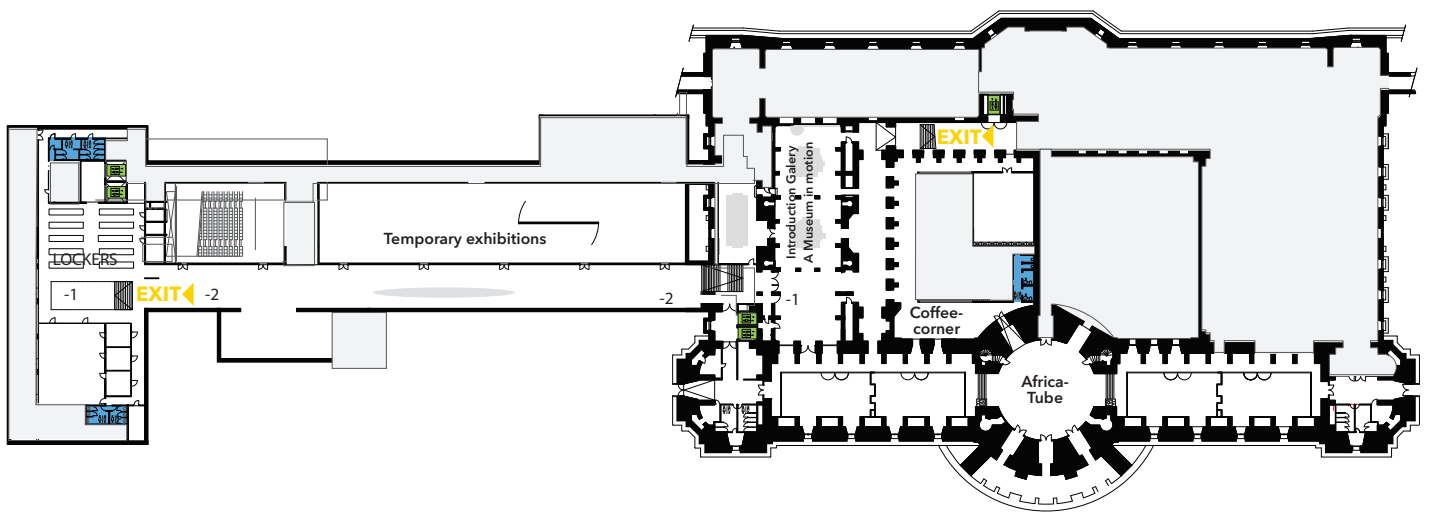 EXIT
Introduction Galery
A Museum in motion
Temporary exhibitions
LOCKERS
-1
EXIT
-2
-2
-1
Coffee-
corner
Africa-
Tube